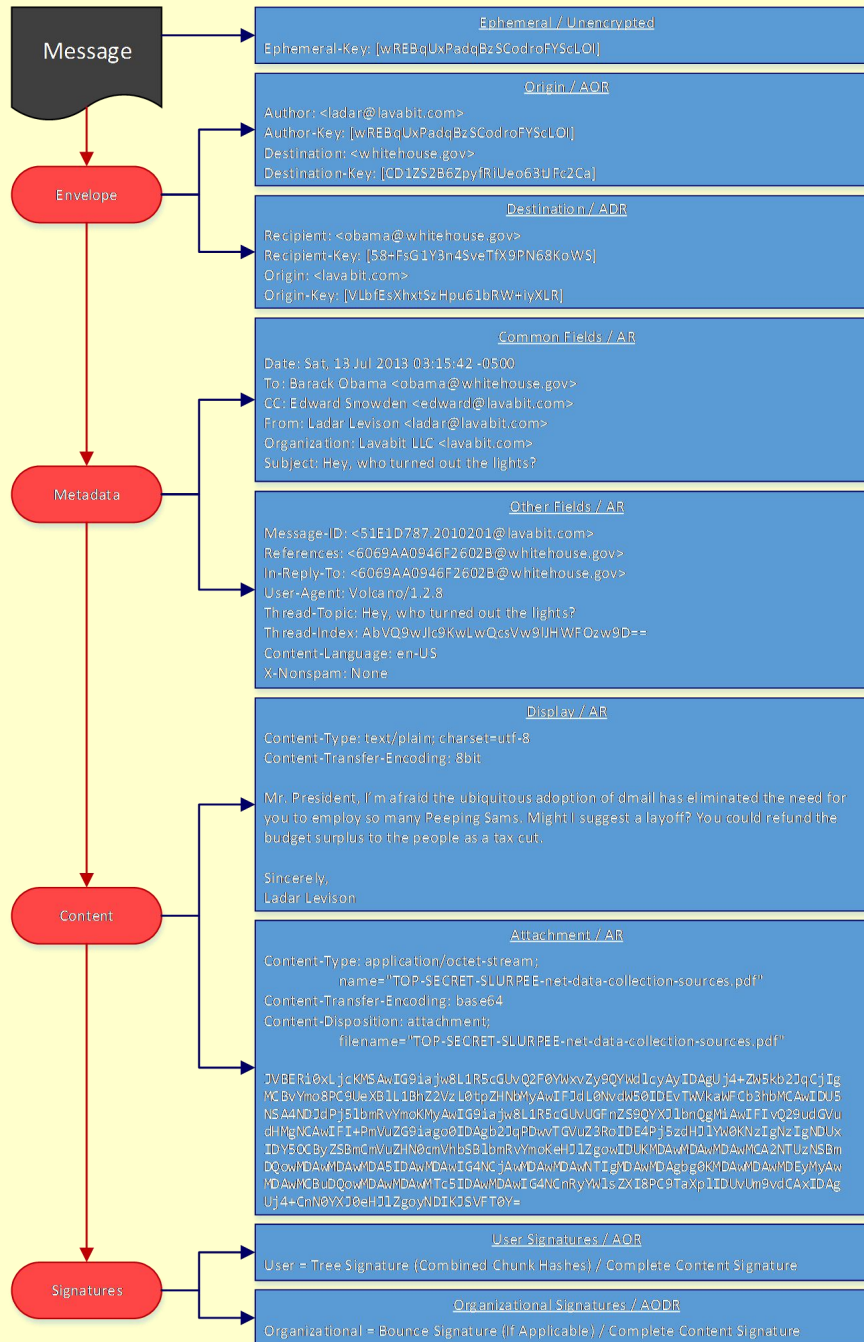 Message
Ephemeral / Unencrypted
Ephemeral-Key: [wREBqUxPadqBzSCodroFYScLOl]
Envelope
Origin / AOR
Author: <ladar@lavabit.com>
Author-Key: [wREBqUxPadqBzSCodroFYScLOl]
Destination: <whitehouse.gov>
Destination-Key: [CD1ZS2B6ZpyfRiUeo63tJFc2Ca]
Destination / ADR
Recipient: <obama@whitehouse.gov>
Recipient-Key: [58+FsG1Y3n4SveTfX9PN68KoWS]
Origin: <lavabit.com>
Origin-Key: [VLbfEsXhxtSzHpu61bRW+iyXLR]
Metadada
Common Fields / AR
Date: Sat, 13 Jul 2013 03:15:42 -0500
To: Barack Obama <obama@whitehouse.gov>
CC: Edward Snowden <edward@lavabit.com>
From: Ladar Levison <ladar@lavabit.com>
Organization: Lavabit LLC <lavabit.com>
Subject: Hey, who turned out the lights?
Other Fields / AR
Message-ID: <51E1D787.2010201@lavabit.com>
References: <6069AA0946F2602B@whitehouse.gov>
In-Reply-To: <6069AA0946F2602B@whitehouse.gov>
User-Agent: Volcano/1.2.8
Thread-Topic: Hey, who turned out the lights?
Thread-Index: AbVQ9wJlc9KwLwQcsVw9lJHWFOzw9D==
Content-Language: en-US
X-Nonspam: None
Content
Display / AR
Content-Type: text/plain; charset=utf-8
Content-Transfer-Encoding: 8bit
Mr. President, I'm afraid the ubiquitous adoption of dmail has eliminated the need for
you to employ so many Peeping Sams. Might I suggest a layoff? You could refund the
budget surplus to the people as a tax cut.
Sincerely,
Ladar Levison
Attachment / AR
Content-Type: application/octet-stream;
name="TOP-SECRET-SLURPEE-net-data-collection-sources.pdf"
Content-Transfer-Encoding: base64
Content-Disposition: attachment;
filename="TOP-SECRET-SLURPEE-net-data-collection-sources.pdf"
Signatures
User Signatures / AOR
User = Tree Signature (Combined Chunk Hashes) / Complete Content Signature
Organizational Signatures / AODR
Organizational = Bounce Signature (If Applicable) / Complete Content Signature